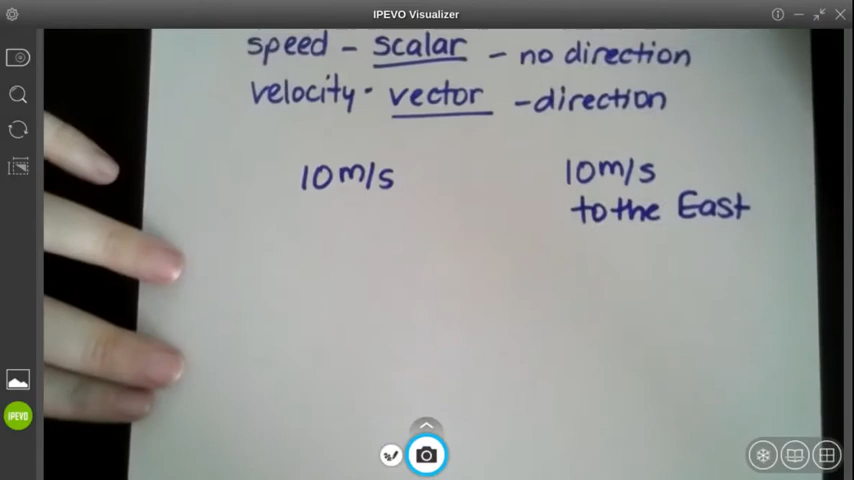 IPEVO Visualizer
speed - scalar - no direction
velocity - vector - direction
10m/s
10m/s
to the East
IPEVO